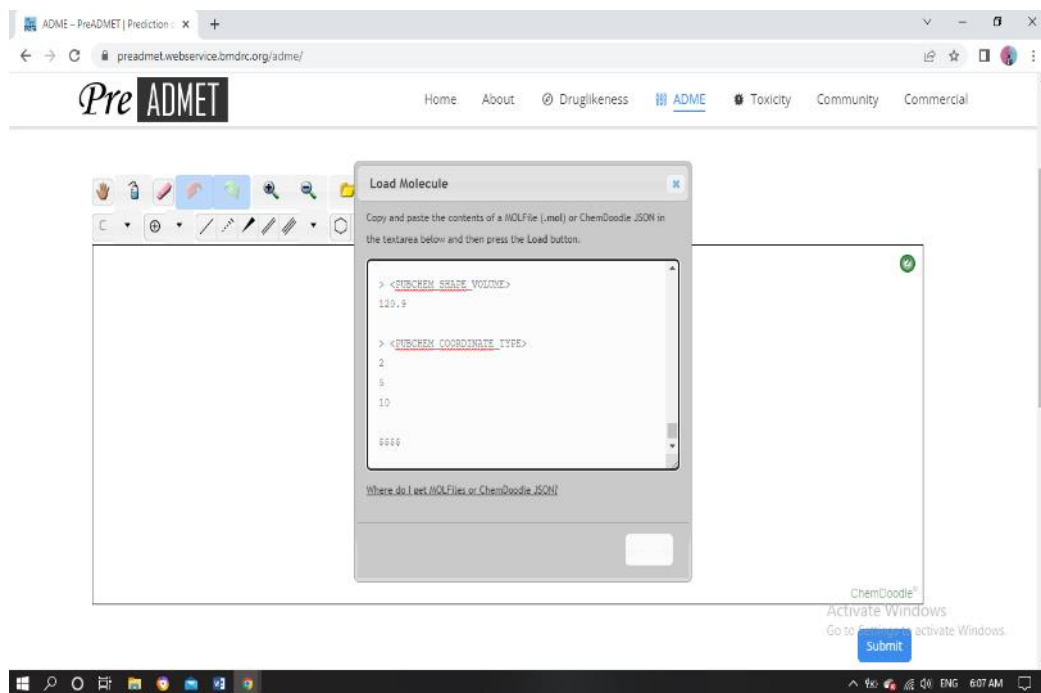 ADME – PreADMET | Prediction o
preadmet.webservice.bmdrc.org/adme/
Pre ADMET
Home About Druglikeness ADME Toxicity Community Commercial
C
Load Molecule
Copy and paste the contents of a MOLFile (.mol) or ChemDoodle JSON in
the textarea below and then press the Load button.
> <PUBCHEM_SHAPE_VOLUME>
120.9
> <PUBCHEM_COORDINATE_TYPE>
2
5
10
$$$$
Where do I get MOLFiles or ChemDoodle JSON?
ChemDoodle®
Activate Windows
Go to Settings to activate Windows.
Submit
ENG 6:07 AM